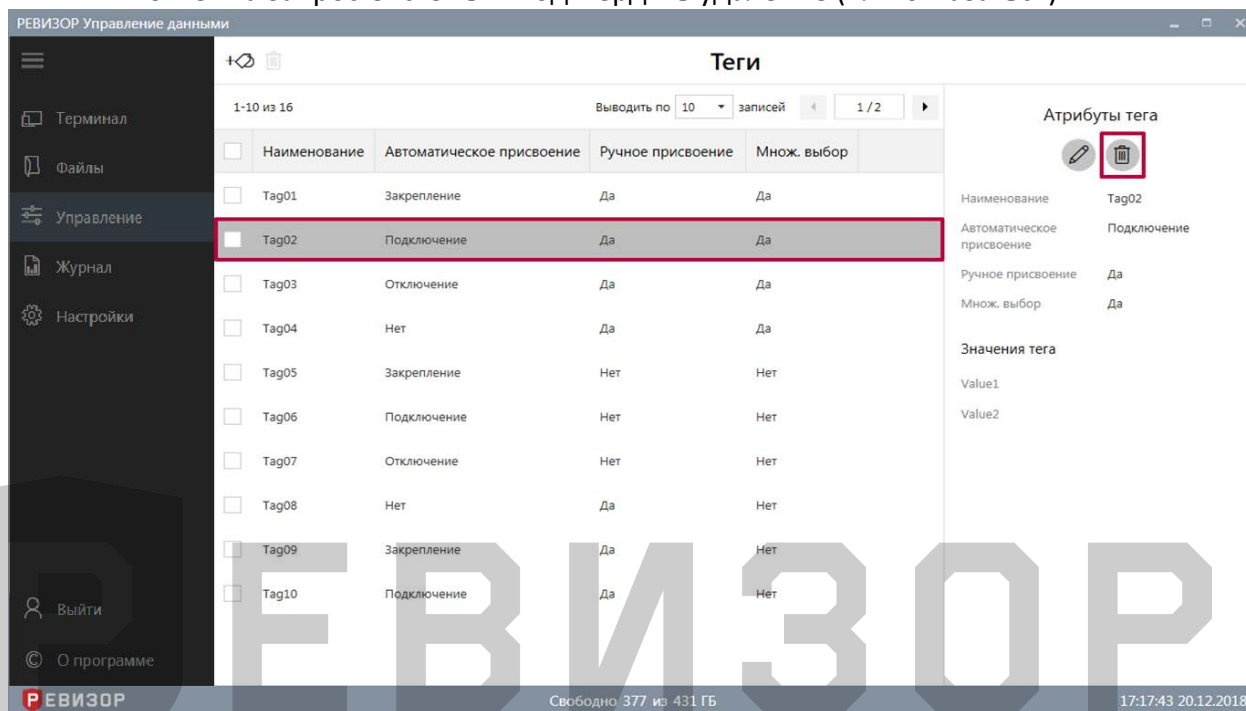 РЕВИЗОР Управление данными
Теги
Терминал
Файлы
Управление
Журнал
Настройки
Выйти
О программе
1-10 из 16
Выводить по 10 записей 1 / 2
Наименование Автоматическое присвоение Ручное присвоение Множ. выбор
Tag01 Закрепление Да Да
Tag02 Подключение Да Да
Tag03 Отключение Да Да
Tag04 Нет Да Да
Tag05 Закрепление Нет Нет
Tag06 Подключение Нет Нет
Tag07 Отключение Нет Нет
Tag08 Нет Да Нет
Tag09 Закрепление Да Нет
Tag10 Подключение Да Нет
Атрибуты тега
Наименование Tag02
Автоматическое присвоение Подключение
Ручное присвоение Да
Множ. выбор Да
Значения тега
Value1
Value2
РЕВИЗОР
РЕВИЗОР
Свободно 377 из 431 ГБ
17:17:43 20.12.2018